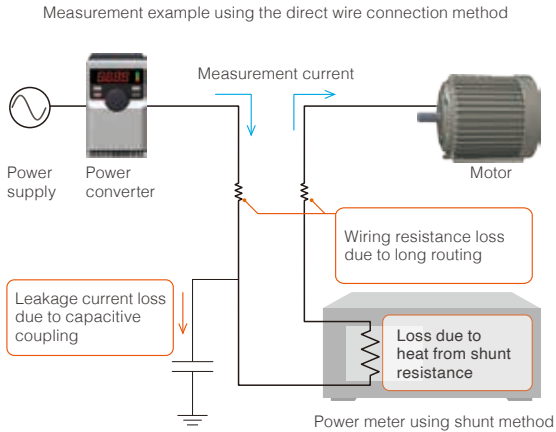 Measurement example using the direct wire connection method
Measurement current
Power
supply
Power
converter
Motor
Wiring resistance loss
due to long routing
Leakage current loss
due to capacitive
coupling
Loss due to
heat from shunt
resistance
Power meter using shunt method